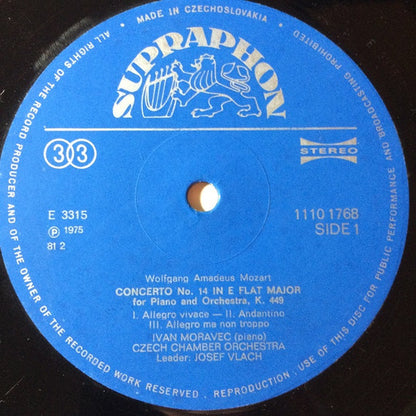 · MADE IN CZECHOSLOVAKIA ·
ALL RIGHTS OF THE RECORD PRODUCER AND OF THE OWNER OF THE RECORDED WORK RESERVED . REPRODUCTION . USE OF THIS DISC FOR PUBLIC PERFORMANCE AND BROADCASTING PROHIBITED
SUPRAPHON
33
STEREO
E 3315
1110 1768
SIDE 1
℗ 1975
81 2
Wolfgang Amadeus Mozart
CONCERTO No. 14 IN E FLAT MAJOR
for Piano and Orchestra, K. 449
I. Allegro vivace — II. Andantino
III. Allegro ma non troppo
IVAN MORAVEC (piano)
CZECH CHAMBER ORCHESTRA
Leader: JOSEF VLACH